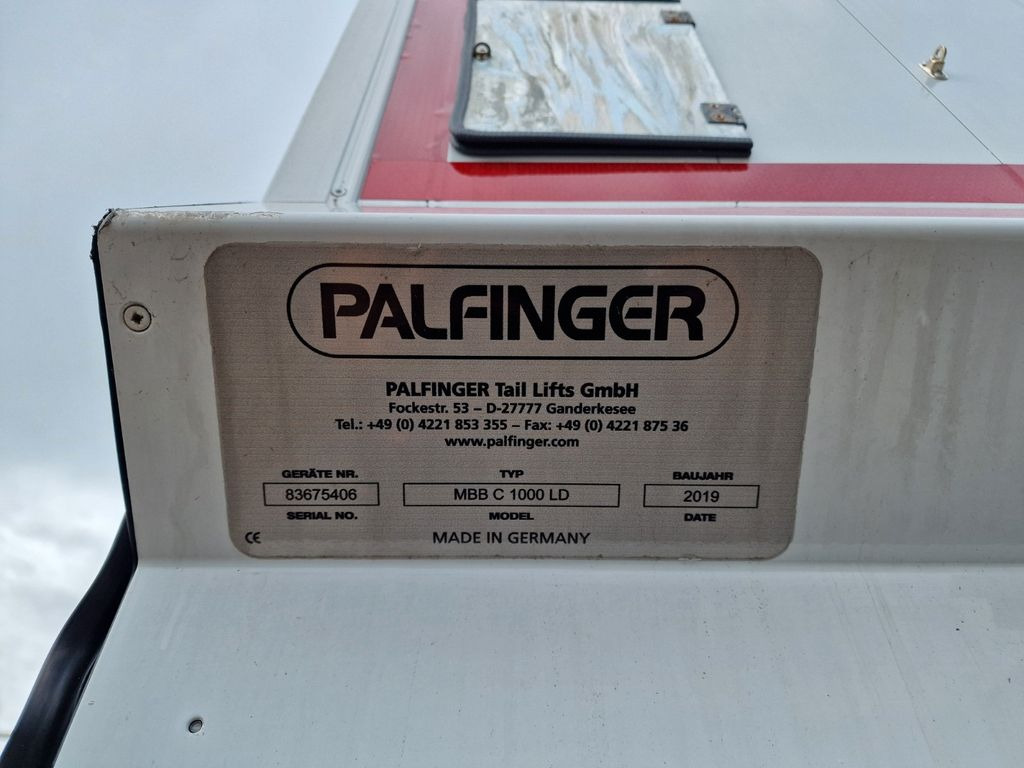 PALFINGER
PALFINGER Tail Lifts GmbH
Fockestr. 53 – D-27777 Ganderkesee
Tel.: +49 (0) 4221 853 355 – Fax: +49 (0) 4221 875 36
www.palfinger.com
GERÄTE NR. TYP BAUJAHR
83675406 MBB C 1000 LD 2019
SERIAL NO. MODEL DATE
CE MADE IN GERMANY